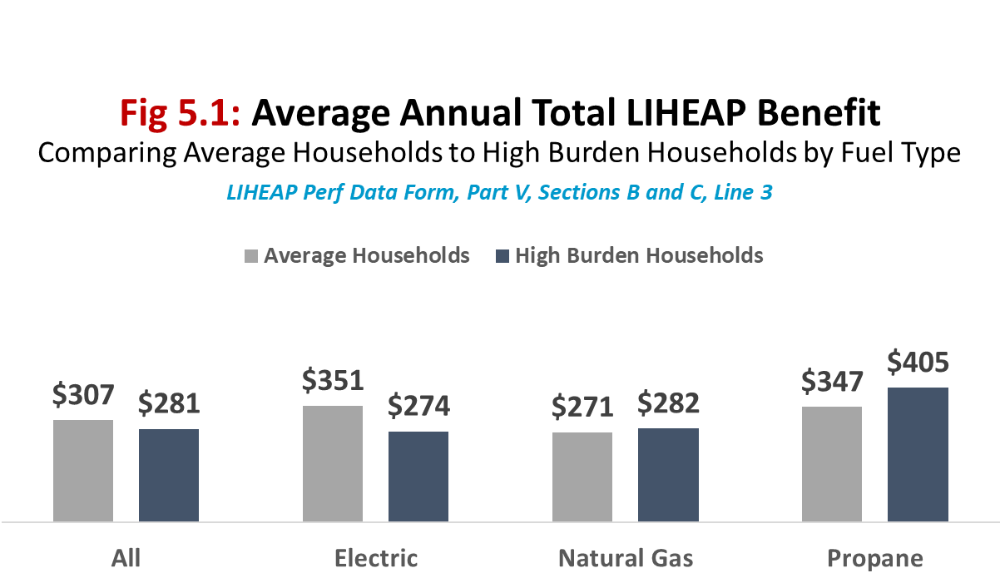 Fig 5.1: Average Annual Total LIHEAP Benefit
Comparing Average Households to High Burden Households by Fuel Type
LIHEAP Perf Data Form, Part V, Sections B and C, Line 3
Average Households High Burden Households
$307 $281 $351 $274 $271 $282 $347 $405
All Electric Natural Gas Propane